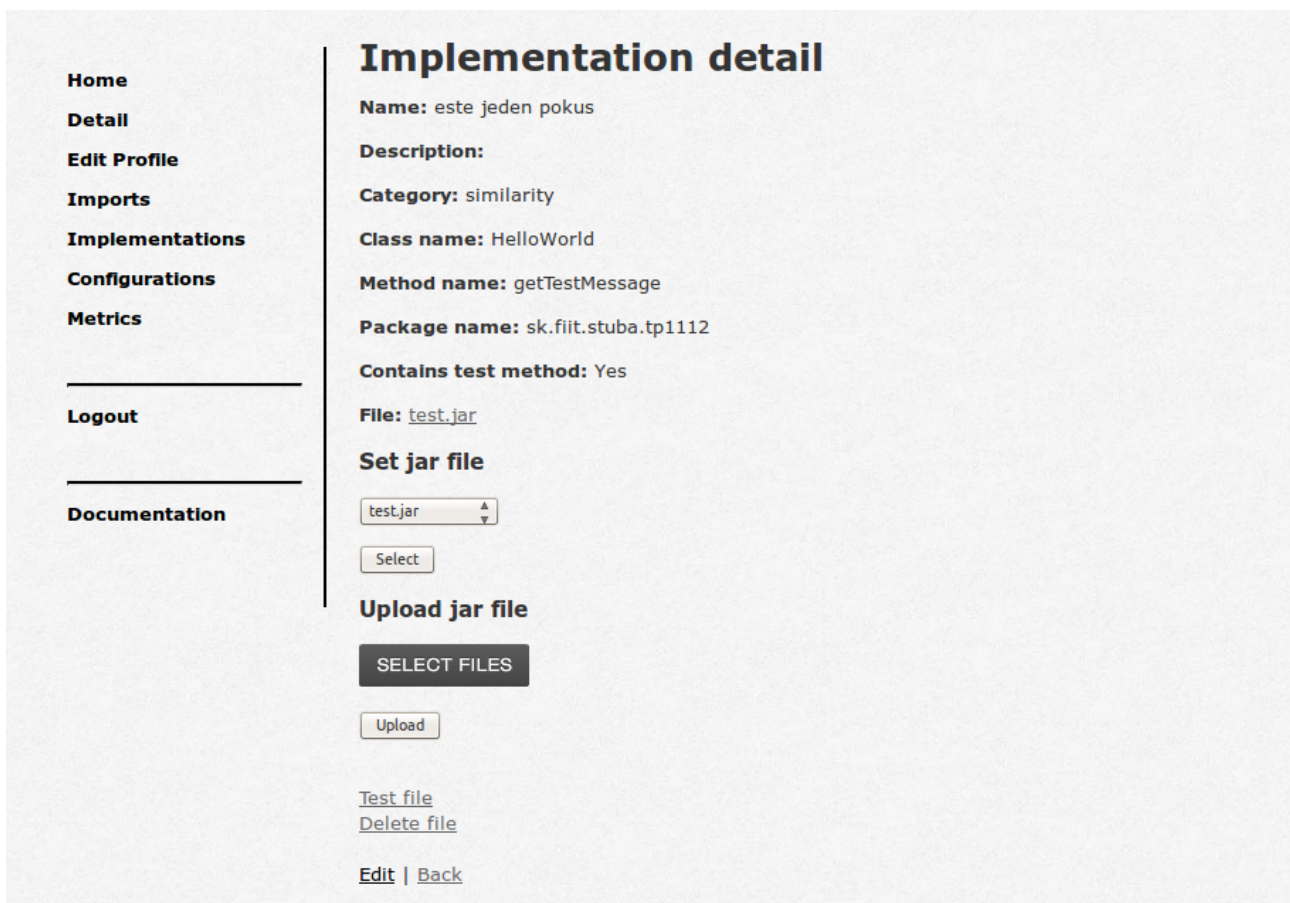 Home
Detail
Edit Profile
Imports
Implementations
Configurations
Metrics
Logout
Documentation
Implementation detail
Name: este jeden pokus
Description:
Category: similarity
Class name: HelloWorld
Method name: getTestMessage
Package name: sk.fiit.stuba.tp1112
Contains test method: Yes
File: test.jar
Set jar file
test.jar
Select
Upload jar file
SELECT FILES
Upload
Test file
Delete file
Edit | Back